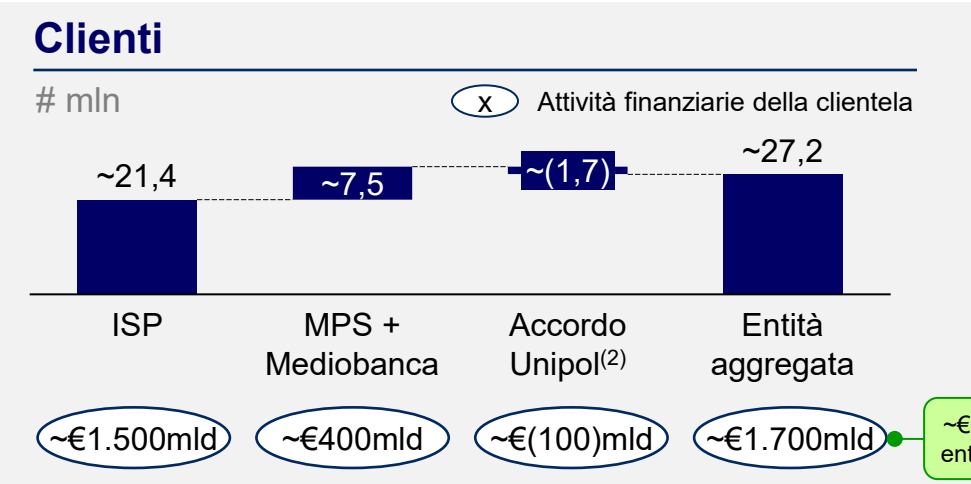 Clienti
# mln
x Attività finanziarie della clientela
~21,4
~7,5
~(1,7)
~27,2
ISP
MPS +
Mediobanca
Accordo
Unipol(2)
Entità
aggregata
~€1.500mld
~€400mld
~€(100)mld
~€1.700mld
~€
ent